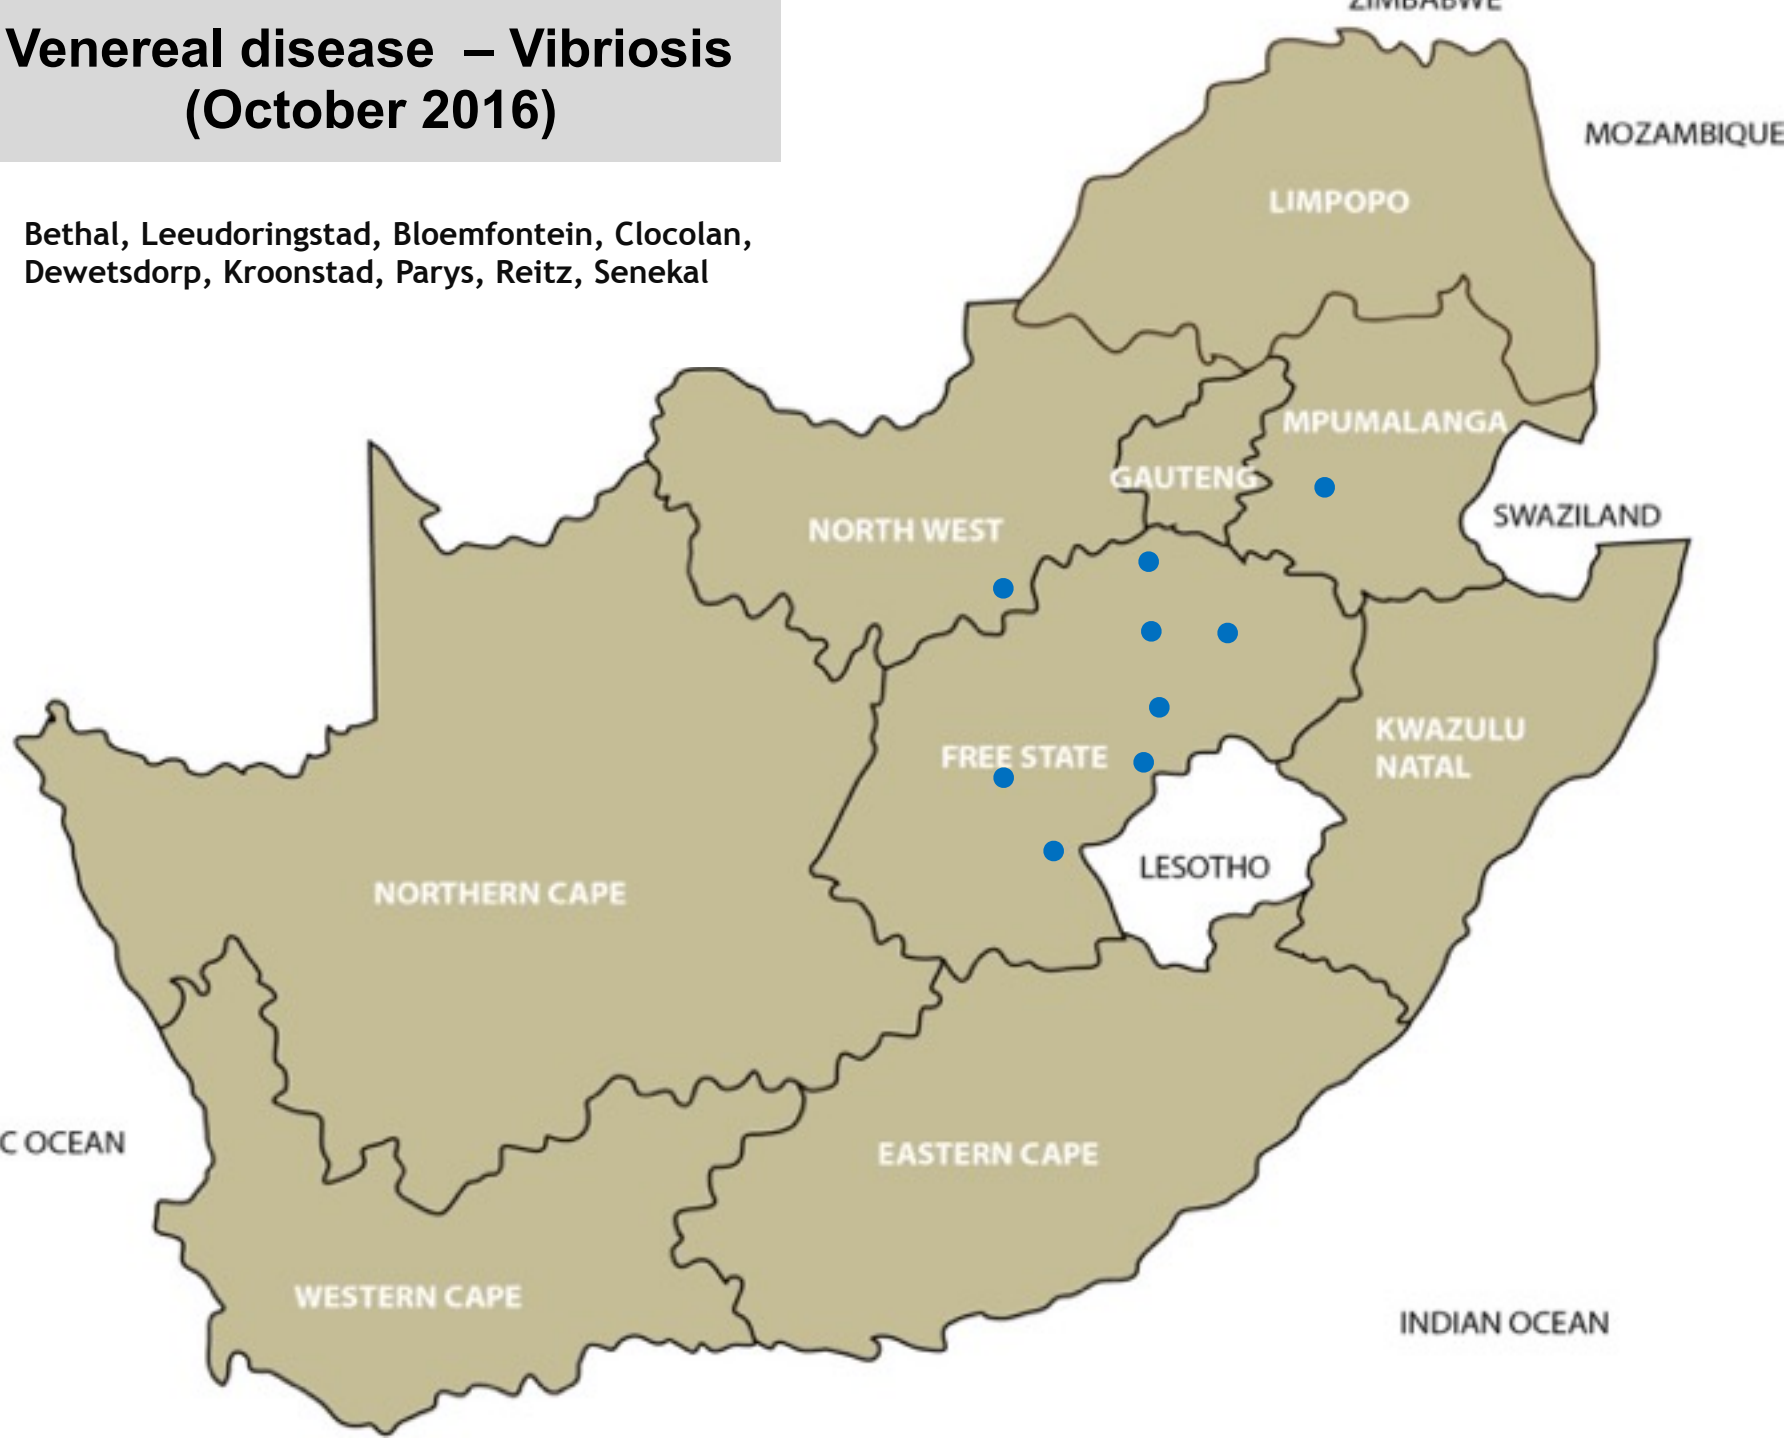 ZIMBABWE
Venereal disease – Vibriosis
(October 2016)
MOZAMBIQUE
Bethal, Leeudoringstad, Bloemfontein, Clocolan,
Dewetsdorp, Kroonstad, Parys, Reitz, Senekal
LIMPOPO
MPUMALANGA
GAUTENG
SWAZILAND
NORTH WEST
KWAZULU
NATAL
FREE STATE
LESOTHO
NORTHERN CAPE
C OCEAN
EASTERN CAPE
WESTERN CAPE
INDIAN OCEAN